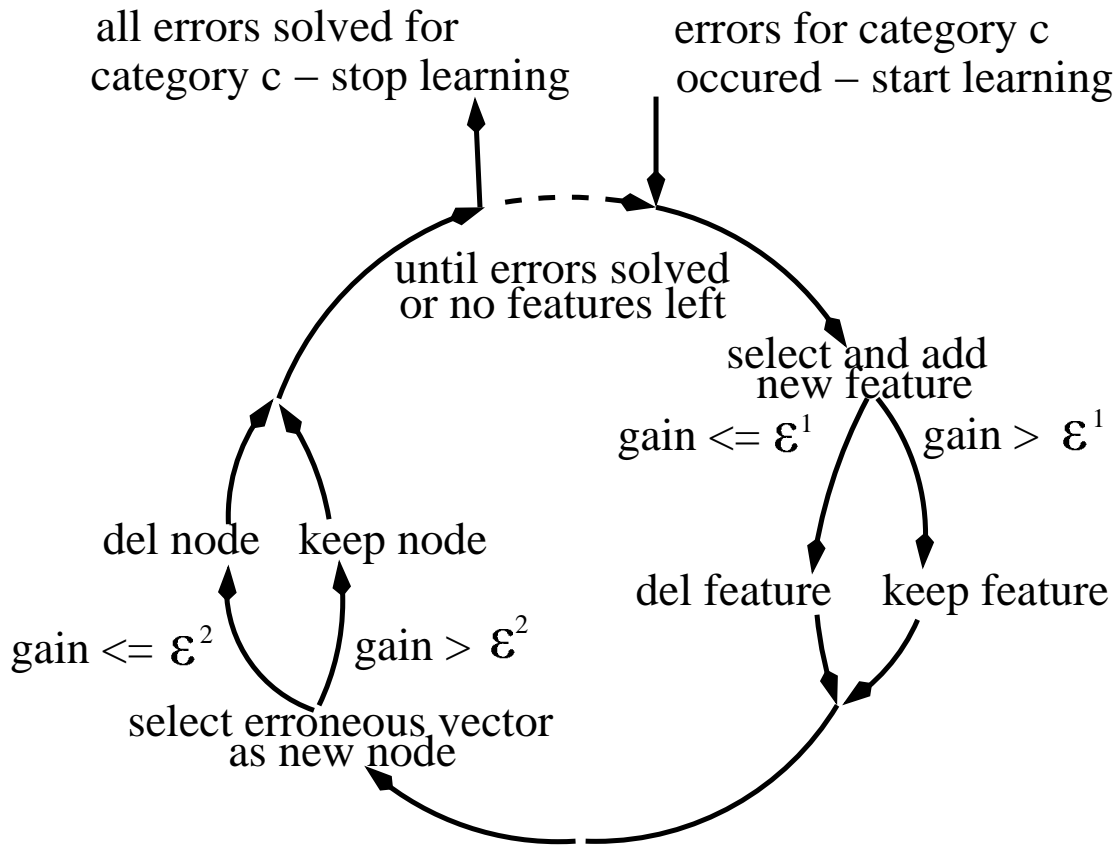 all errors solved for
category c – stop learning
errors for category c
occured – start learning
until errors solved
or no features left
select and add
new feature
gain <= ε¹
gain > ε¹
del node
keep node
del feature
keep feature
gain <= ε²
gain > ε²
select erroneous vector
as new node